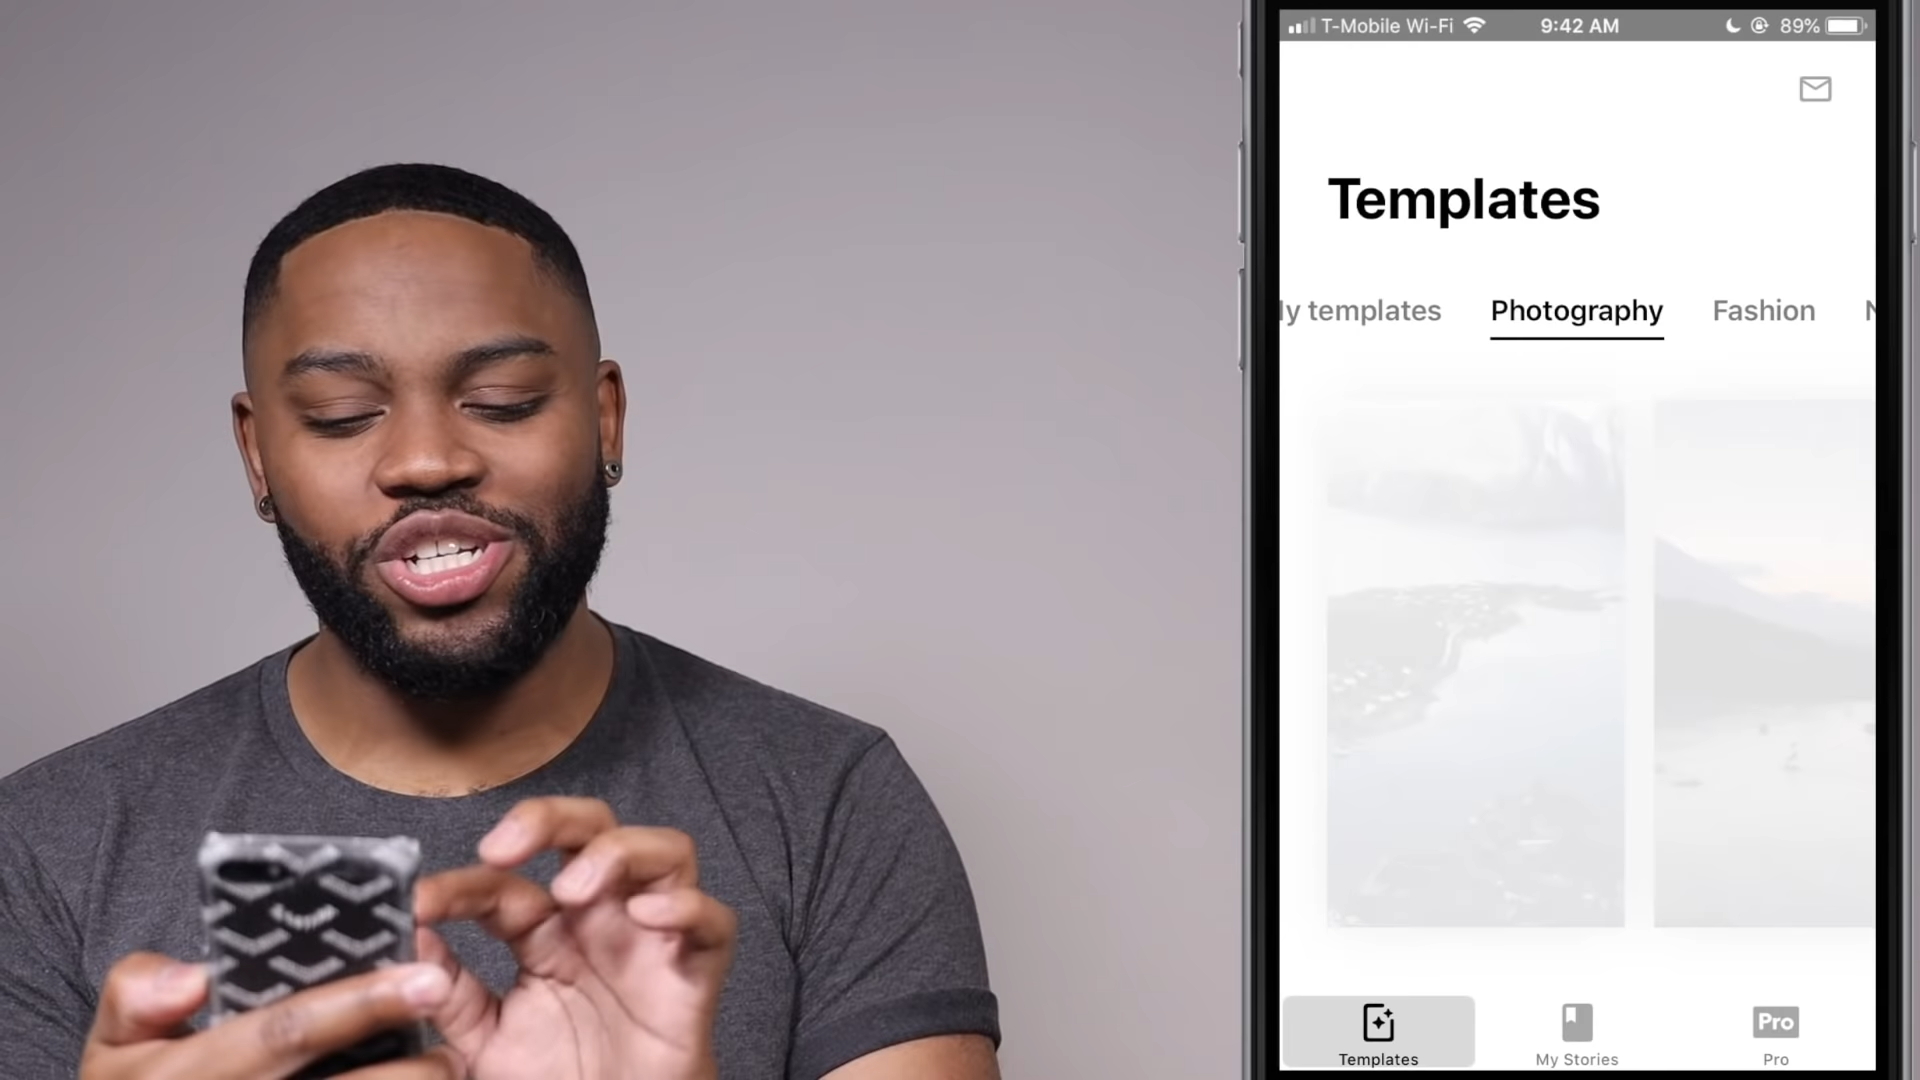 T-Mobile Wi-Fi 9:42 AM 89%
Templates
ly templates Photography Fashion N
Templates My Stories Pro
Pro